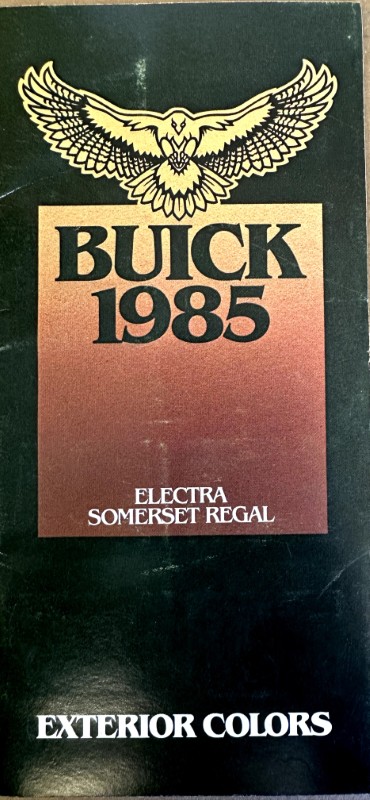 BUICK
1985
ELECTRA
SOMERSET REGAL
EXTERIOR COLORS